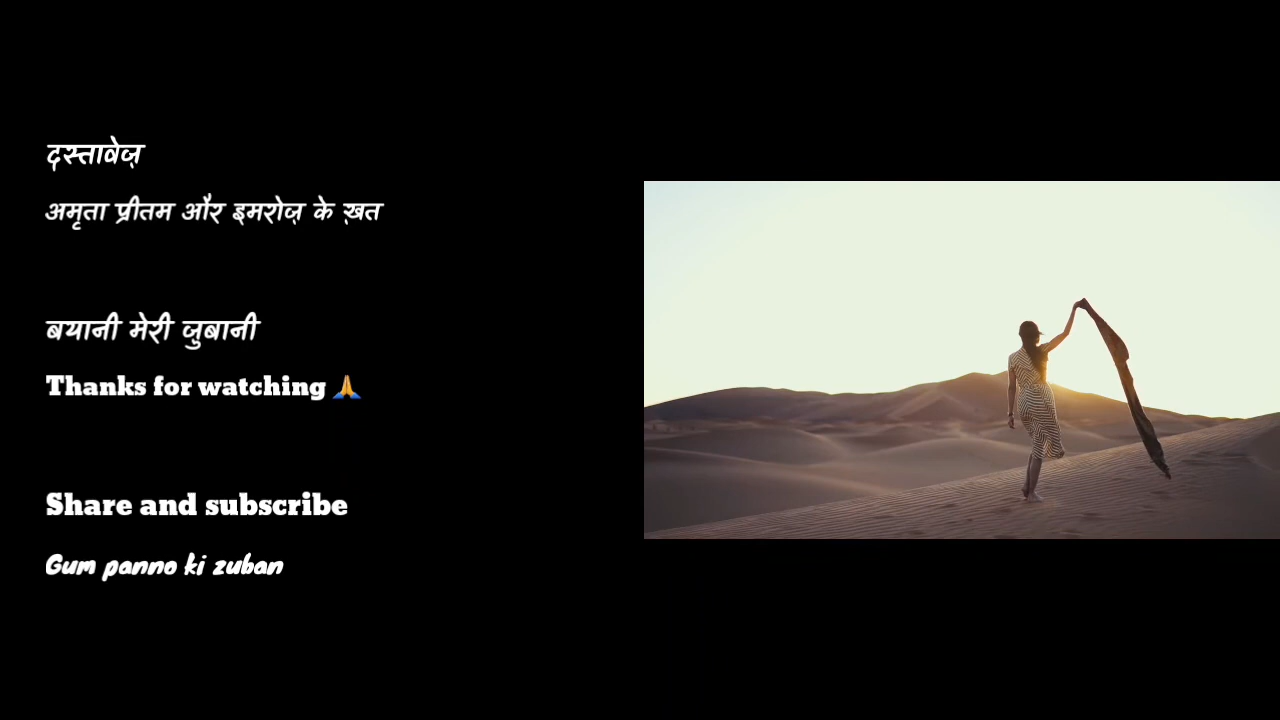 दस्तावेज़
अमृता प्रीतम और इमरोज़ के ख़त
बयानी मेरी जुबानी
Thanks for watching 🙏
Share and subscribe
Gum panno ki zuban